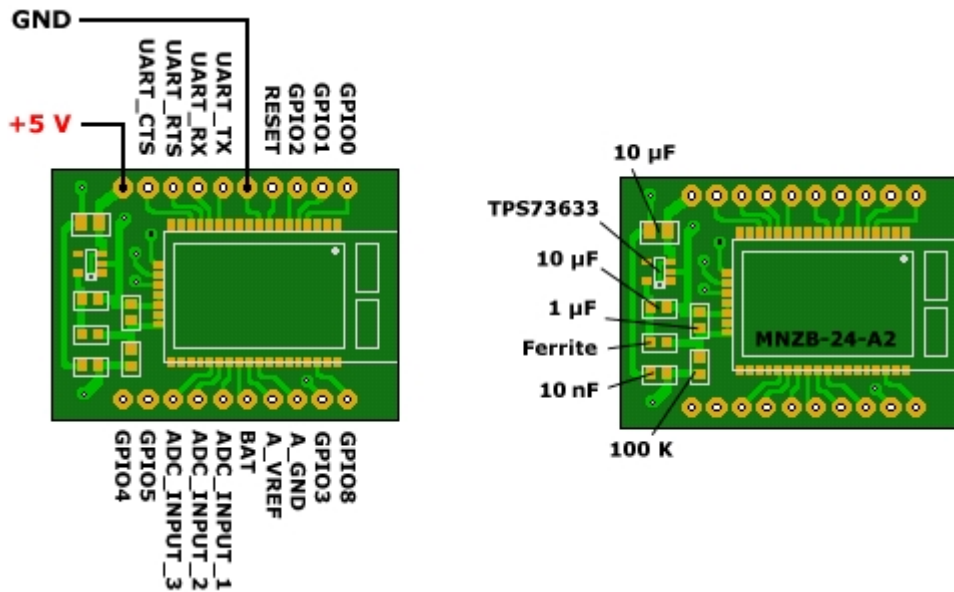 GND
+5 V
UART_CTS
UART_RTS
UART_RX
UART_TX
RESET
GPIO2
GPIO1
GPIO0
GPIO4
GPIO5
ADC_INPUT_3
ADC_INPUT_2
ADC_INPUT_1
BAT
A_VREF
A_GND
GPIO3
GPIO8
10 µF
TPS73633
10 µF
1 µF
Ferrite
10 nF
100 K
MNZB-24-A2